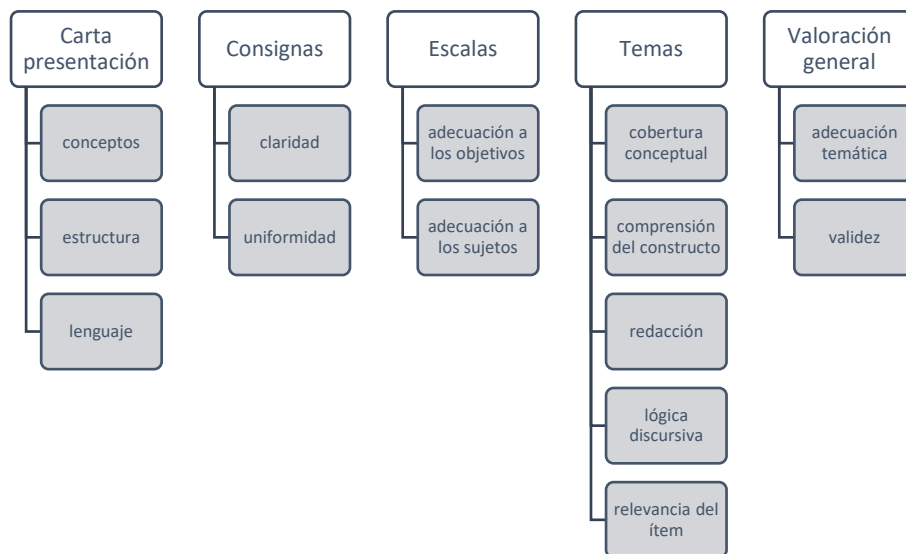 Carta
presentación
conceptos
estructura
lenguaje
Consignas
claridad
uniformidad
Escalas
adecuación a
los objetivos
adecuación a
los sujetos
Temas
cobertura
conceptual
comprensión
del constructo
redacción
lógica
discursiva
relevancia del
ítem
Valoración
general
adecuación
temática
validez